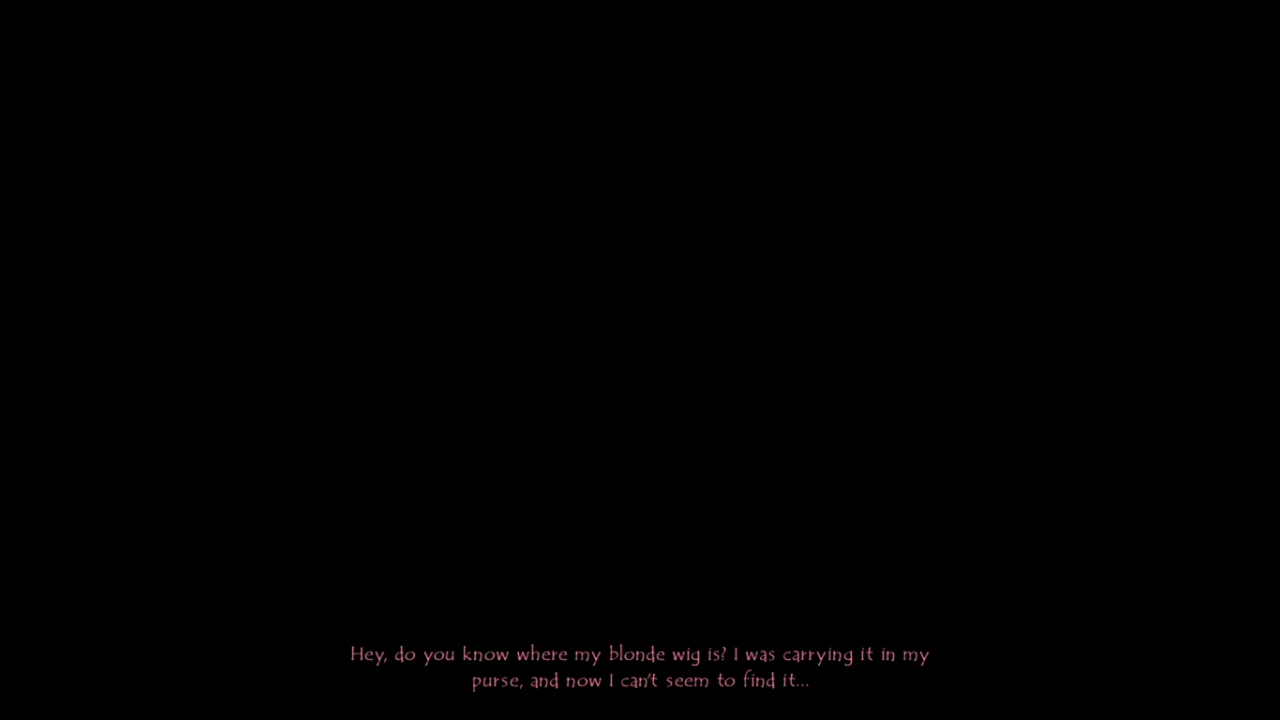 Hey, do you know where my blonde wig is? I was carrying it in my
purse, and now I can't seem to find it...